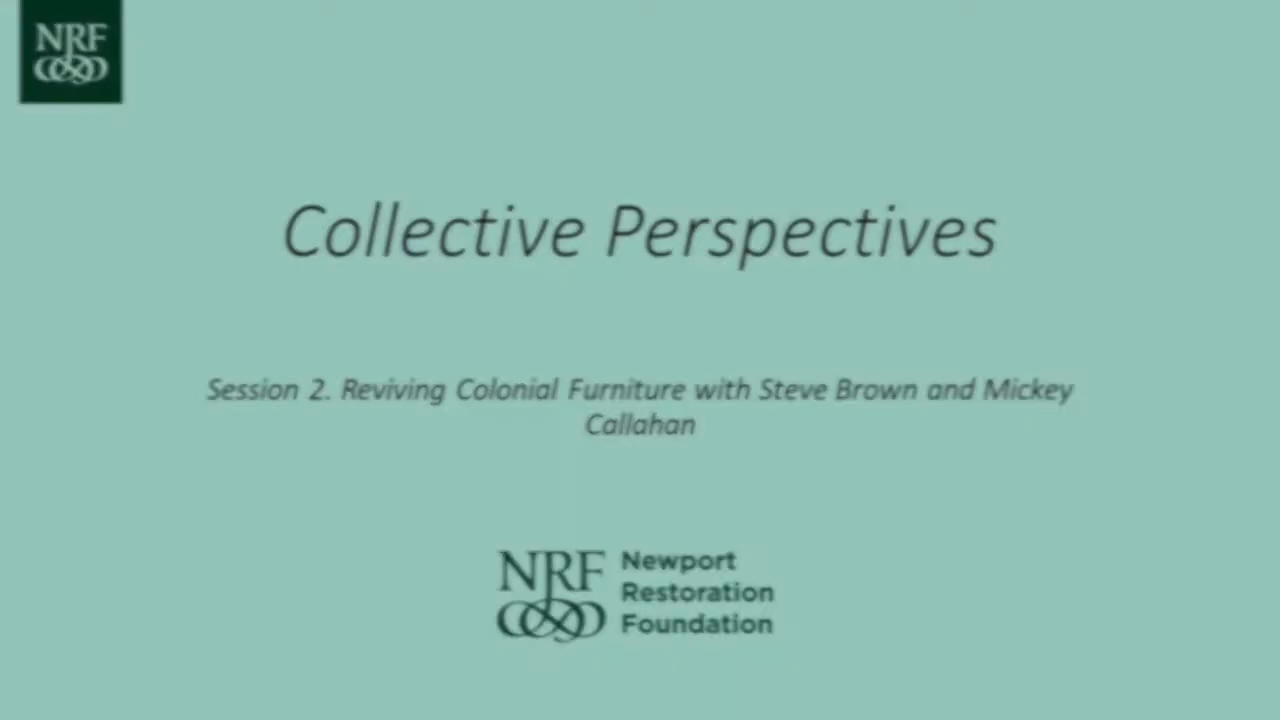 NRF
Collective Perspectives
Session 2. Reviving Colonial Furniture with Steve Brown and Mickey
Callahan
NRF
Newport
Restoration
Foundation